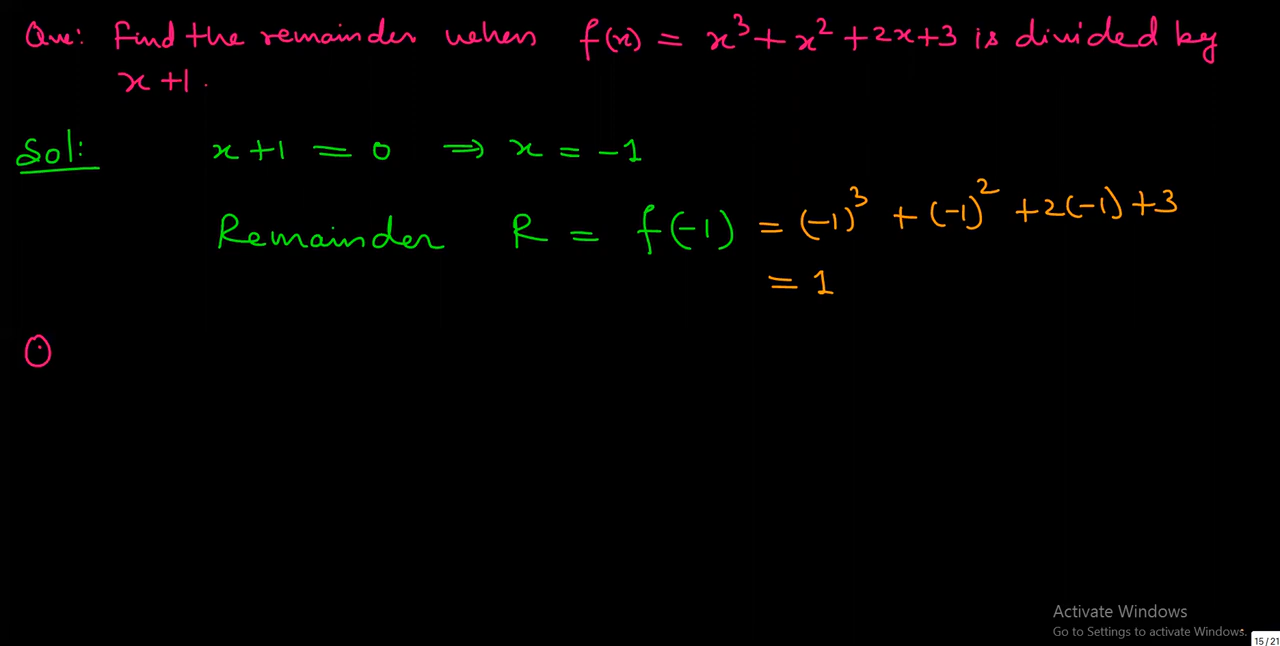 Que: Find the remainder when f(x) = x³ + x² + 2x + 3 is divided by
x + 1.
Sol: x + 1 = 0 ⇒ x = -1
Remainder R = f(-1) = (-1)³ + (-1)² + 2(-1) + 3
= 1
Activate Windows
Go to Settings to activate Windows.
15 / 21